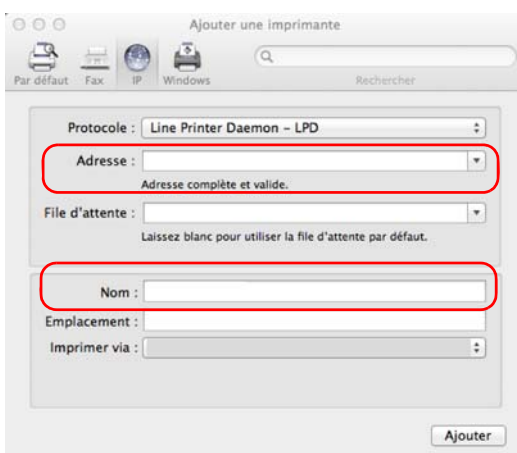 Ajouter une imprimante
Par défaut Fax IP Windows Rechercher
Protocole : Line Printer Daemon – LPD
Adresse :
Adresse complète et valide.
File d'attente :
Laissez blanc pour utiliser la file d'attente par défaut.
Nom :
Emplacement :
Imprimer via :
Ajouter